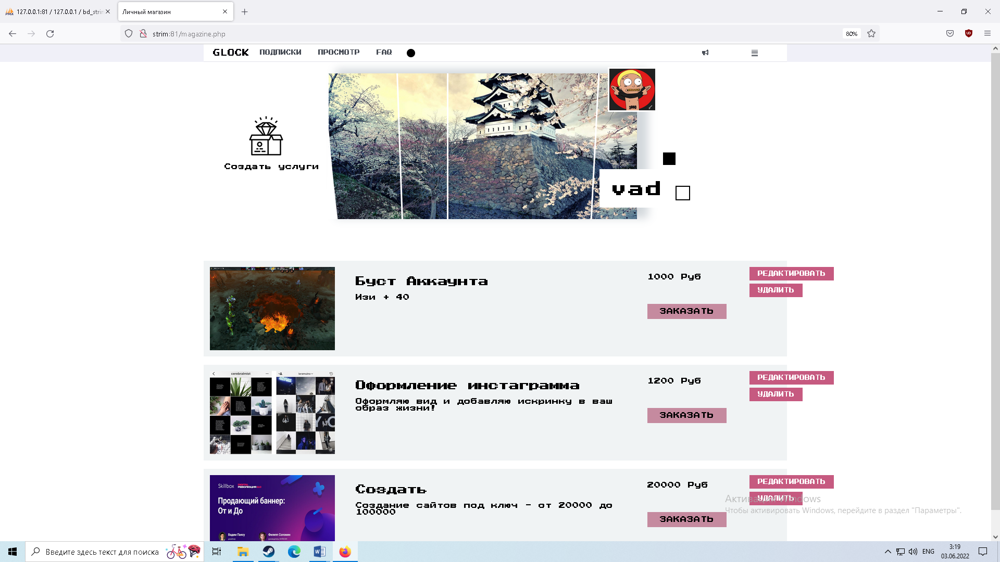 127.0.0.1:81 / 127.0.0.1 / bd_strin
Личный магазин
strim:81/magazine.php
80%
GLOCK
ПОДПИСКИ
ПРОСМОТР
FAQ
Создать услуги
vad
Буст Аккаунта
Изи + 40
1000 Руб
ЗАКАЗАТЬ
РЕДАКТИРОВАТЬ
УДАЛИТЬ
cerebralmist
laramuino
Оформление инстаграмма
Оформляю вид и добавляю искринку в ваш
образ жизни!
1200 Руб
ЗАКАЗАТЬ
РЕДАКТИРОВАТЬ
УДАЛИТЬ
Skillbox
Продающий баннер:
От и До
Вадим Паясу
Филипп Соломин
Создать
Создание сайтов под ключ - от 20000 до
100000
20000 Руб
ЗАКАЗАТЬ
РЕДАКТИРОВАТЬ
УДАЛИТЬ
Активация Windows
Чтобы активировать Windows, перейдите в раздел "Параметры".
Введите здесь текст для поиска
ENG
3:19
03.06.2022